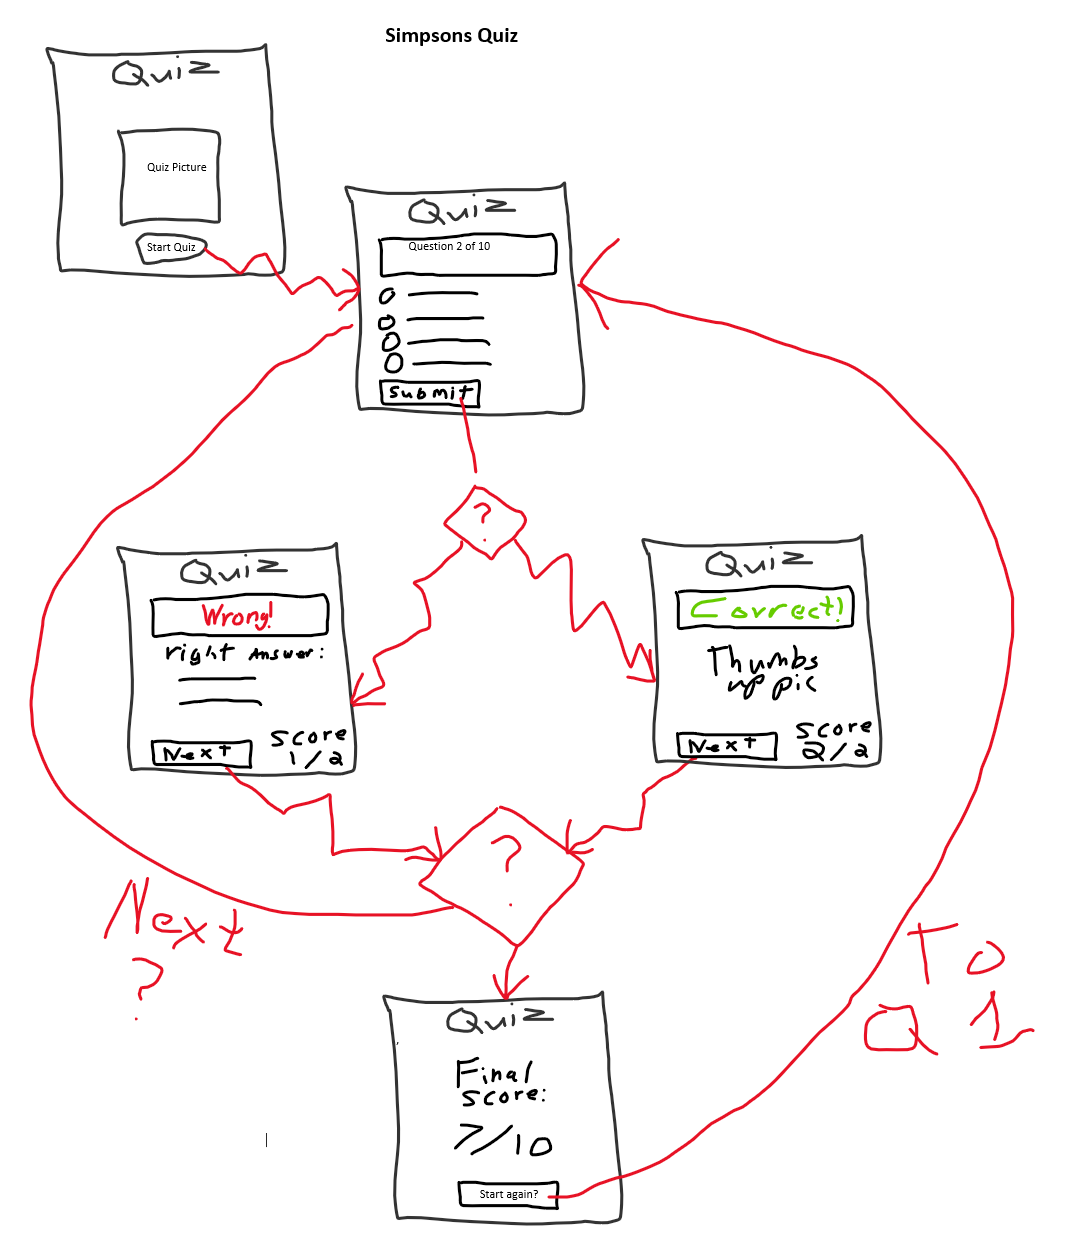 Simpsons Quiz
Quiz
Quiz Picture
Start Quiz
Quiz
Question 2 of 10
Submit
?
Quiz
Wrong!
right Answer:
Next
Score
1/2
Quiz
Correct!
Thumbs
up pic
Next
Score
2/2
?
Next
?
To
Q 1
Quiz
Final
score:
7/10
Start again?